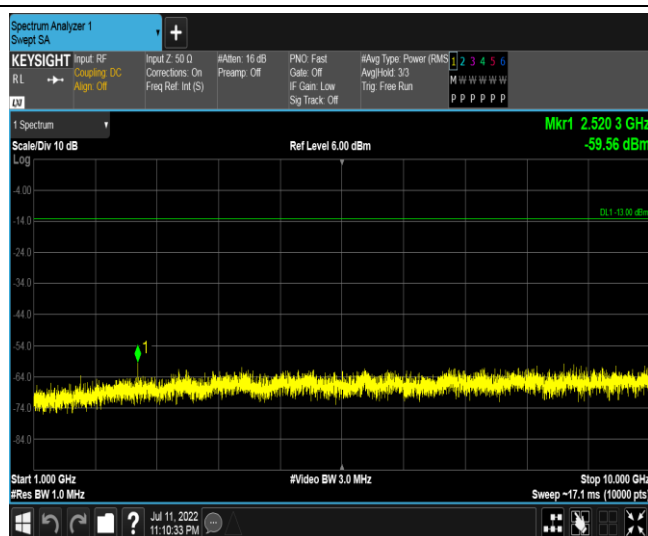 Spectrum Analyzer 1
Swept SA
+
KEYSIGHT
RL
LXI
Input: RF
Coupling: DC
Align: Off
Input Z: 50 Ω
Corrections: On
Freq Ref: Int (S)
#Atten: 16 dB
Preamp: Off
PNO: Fast
Gate: Off
IF Gain: Low
Sig Track: Off
#Avg Type: Power (RMS
Avg|Hold: 3/3
Trig: Free Run
1 2 3 4 5 6
M W W W W W
P P P P P P
1 Spectrum
Mkr1 2.520 3 GHz
Scale/Div 10 dB
Ref Level 6.00 dBm
-59.56 dBm
Log
-4.00
DL1 -13.00 dBm
-14.0
-24.0
-34.0
-44.0
-54.0
1
-64.0
-74.0
-84.0
Start 1.000 GHz
#Video BW 3.0 MHz
Stop 10.000 GHz
#Res BW 1.0 MHz
Sweep ~17.1 ms (10000 pts)
?
Jul 11, 2022
11:10:33 PM